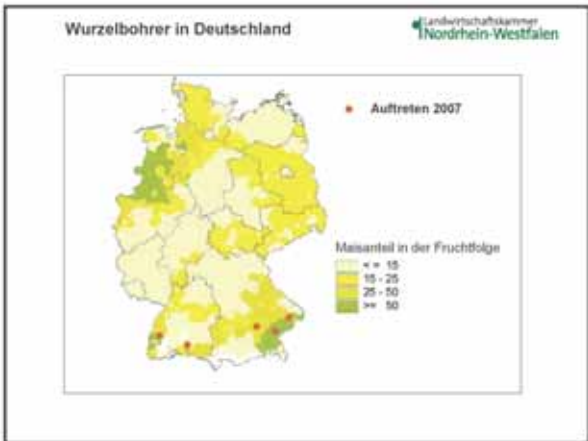 Wurzelbohrer in Deutschland
Landwirtschaftskammer
Nordrhein-Westfalen
Auftreten 2007
Maisanteil in der Fruchtfolge
< = 15
15 - 25
25 - 50
>= 50